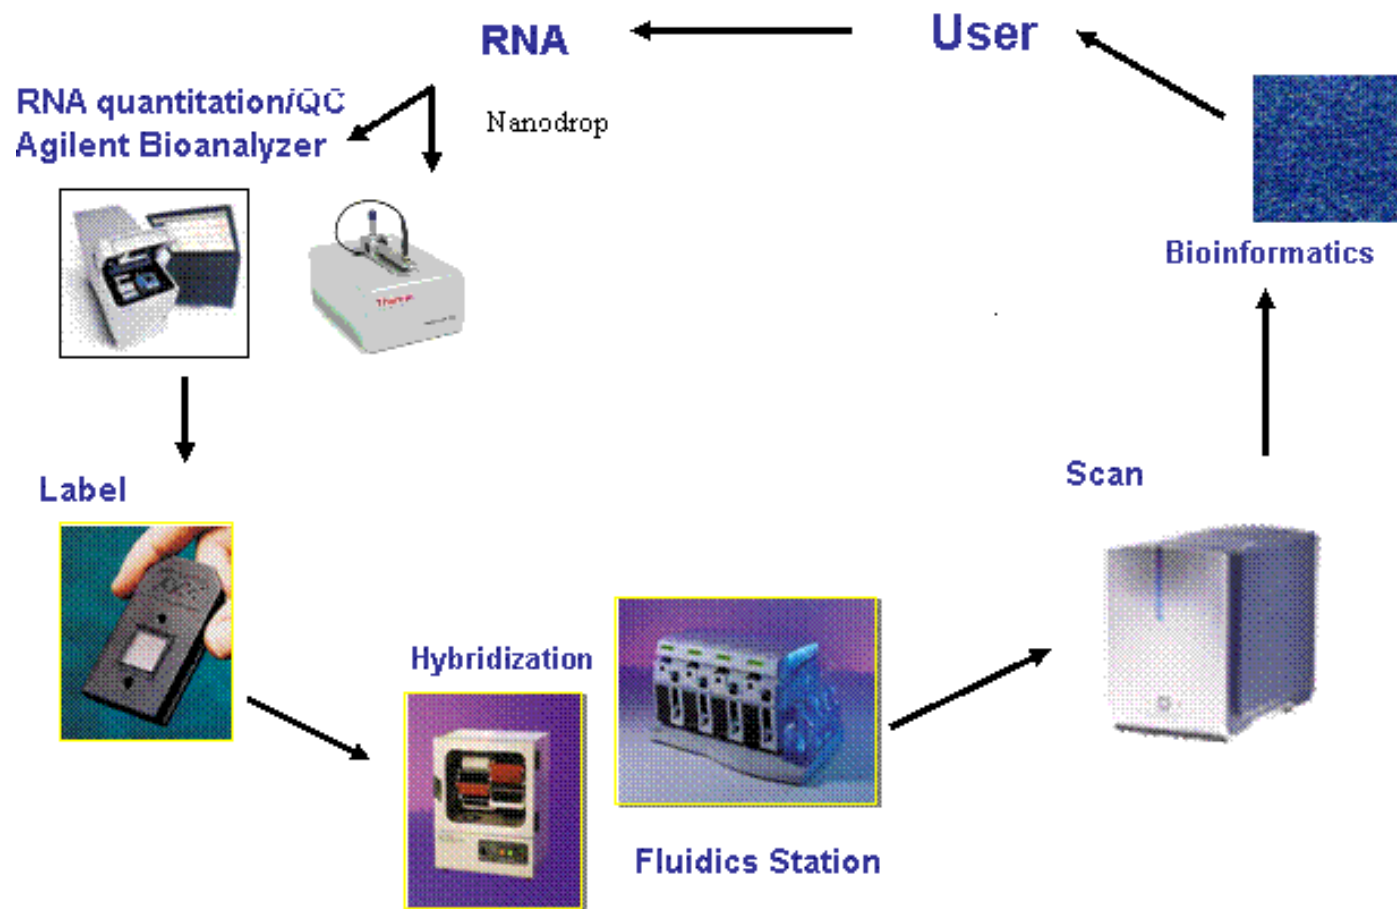 RNA
User
RNA quantitation/QC
Agilent Bioanalyzer
Nanodrop
Bioinformatics
Label
Scan
Hybridization
Fluidics Station